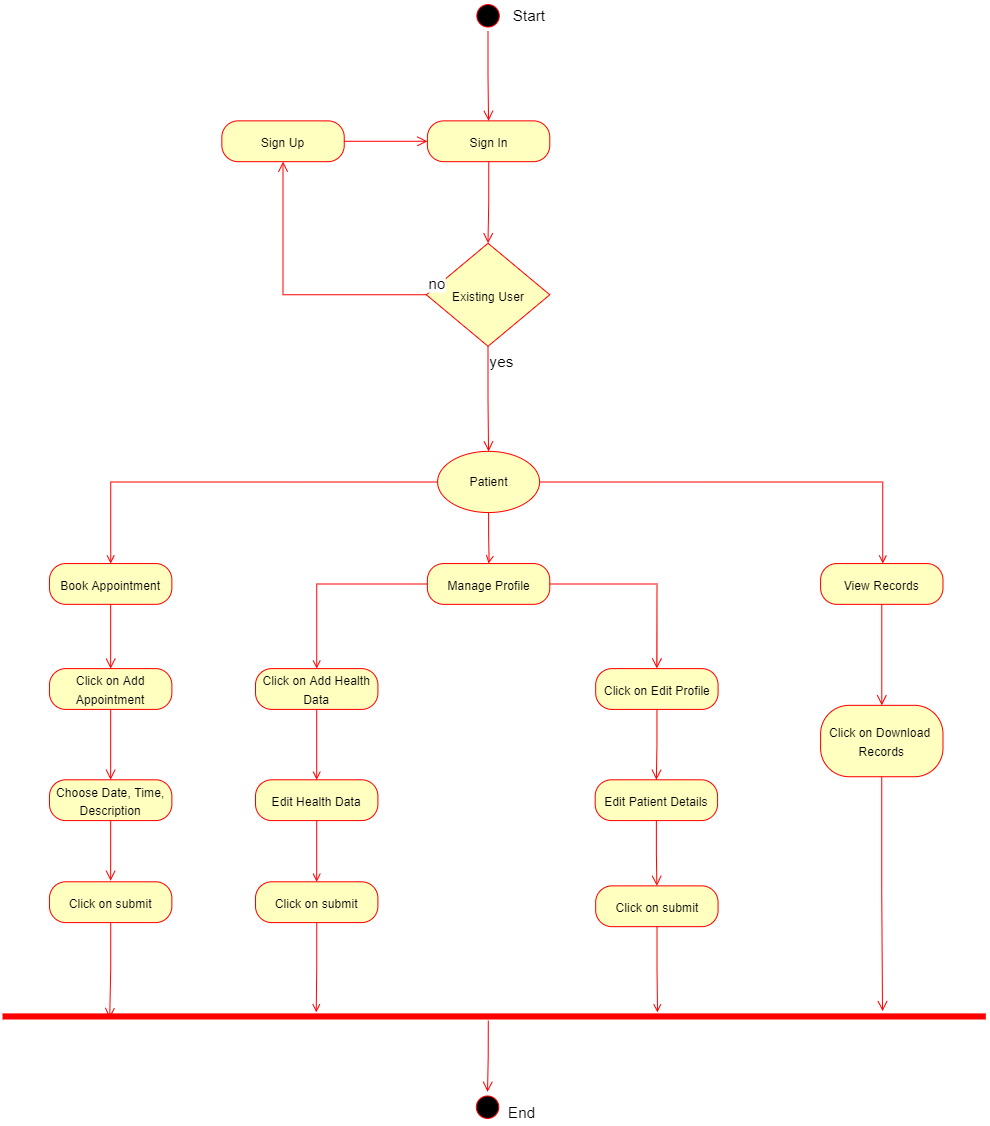 Start
Sign Up
Sign In
no
Existing User
yes
Patient
Book Appointment
Manage Profile
View Records
Click on Add
Appointment
Click on Add Health
Data
Click on Edit Profile
Click on Download
Records
Choose Date, Time,
Description
Edit Health Data
Edit Patient Details
Click on submit
Click on submit
Click on submit
End